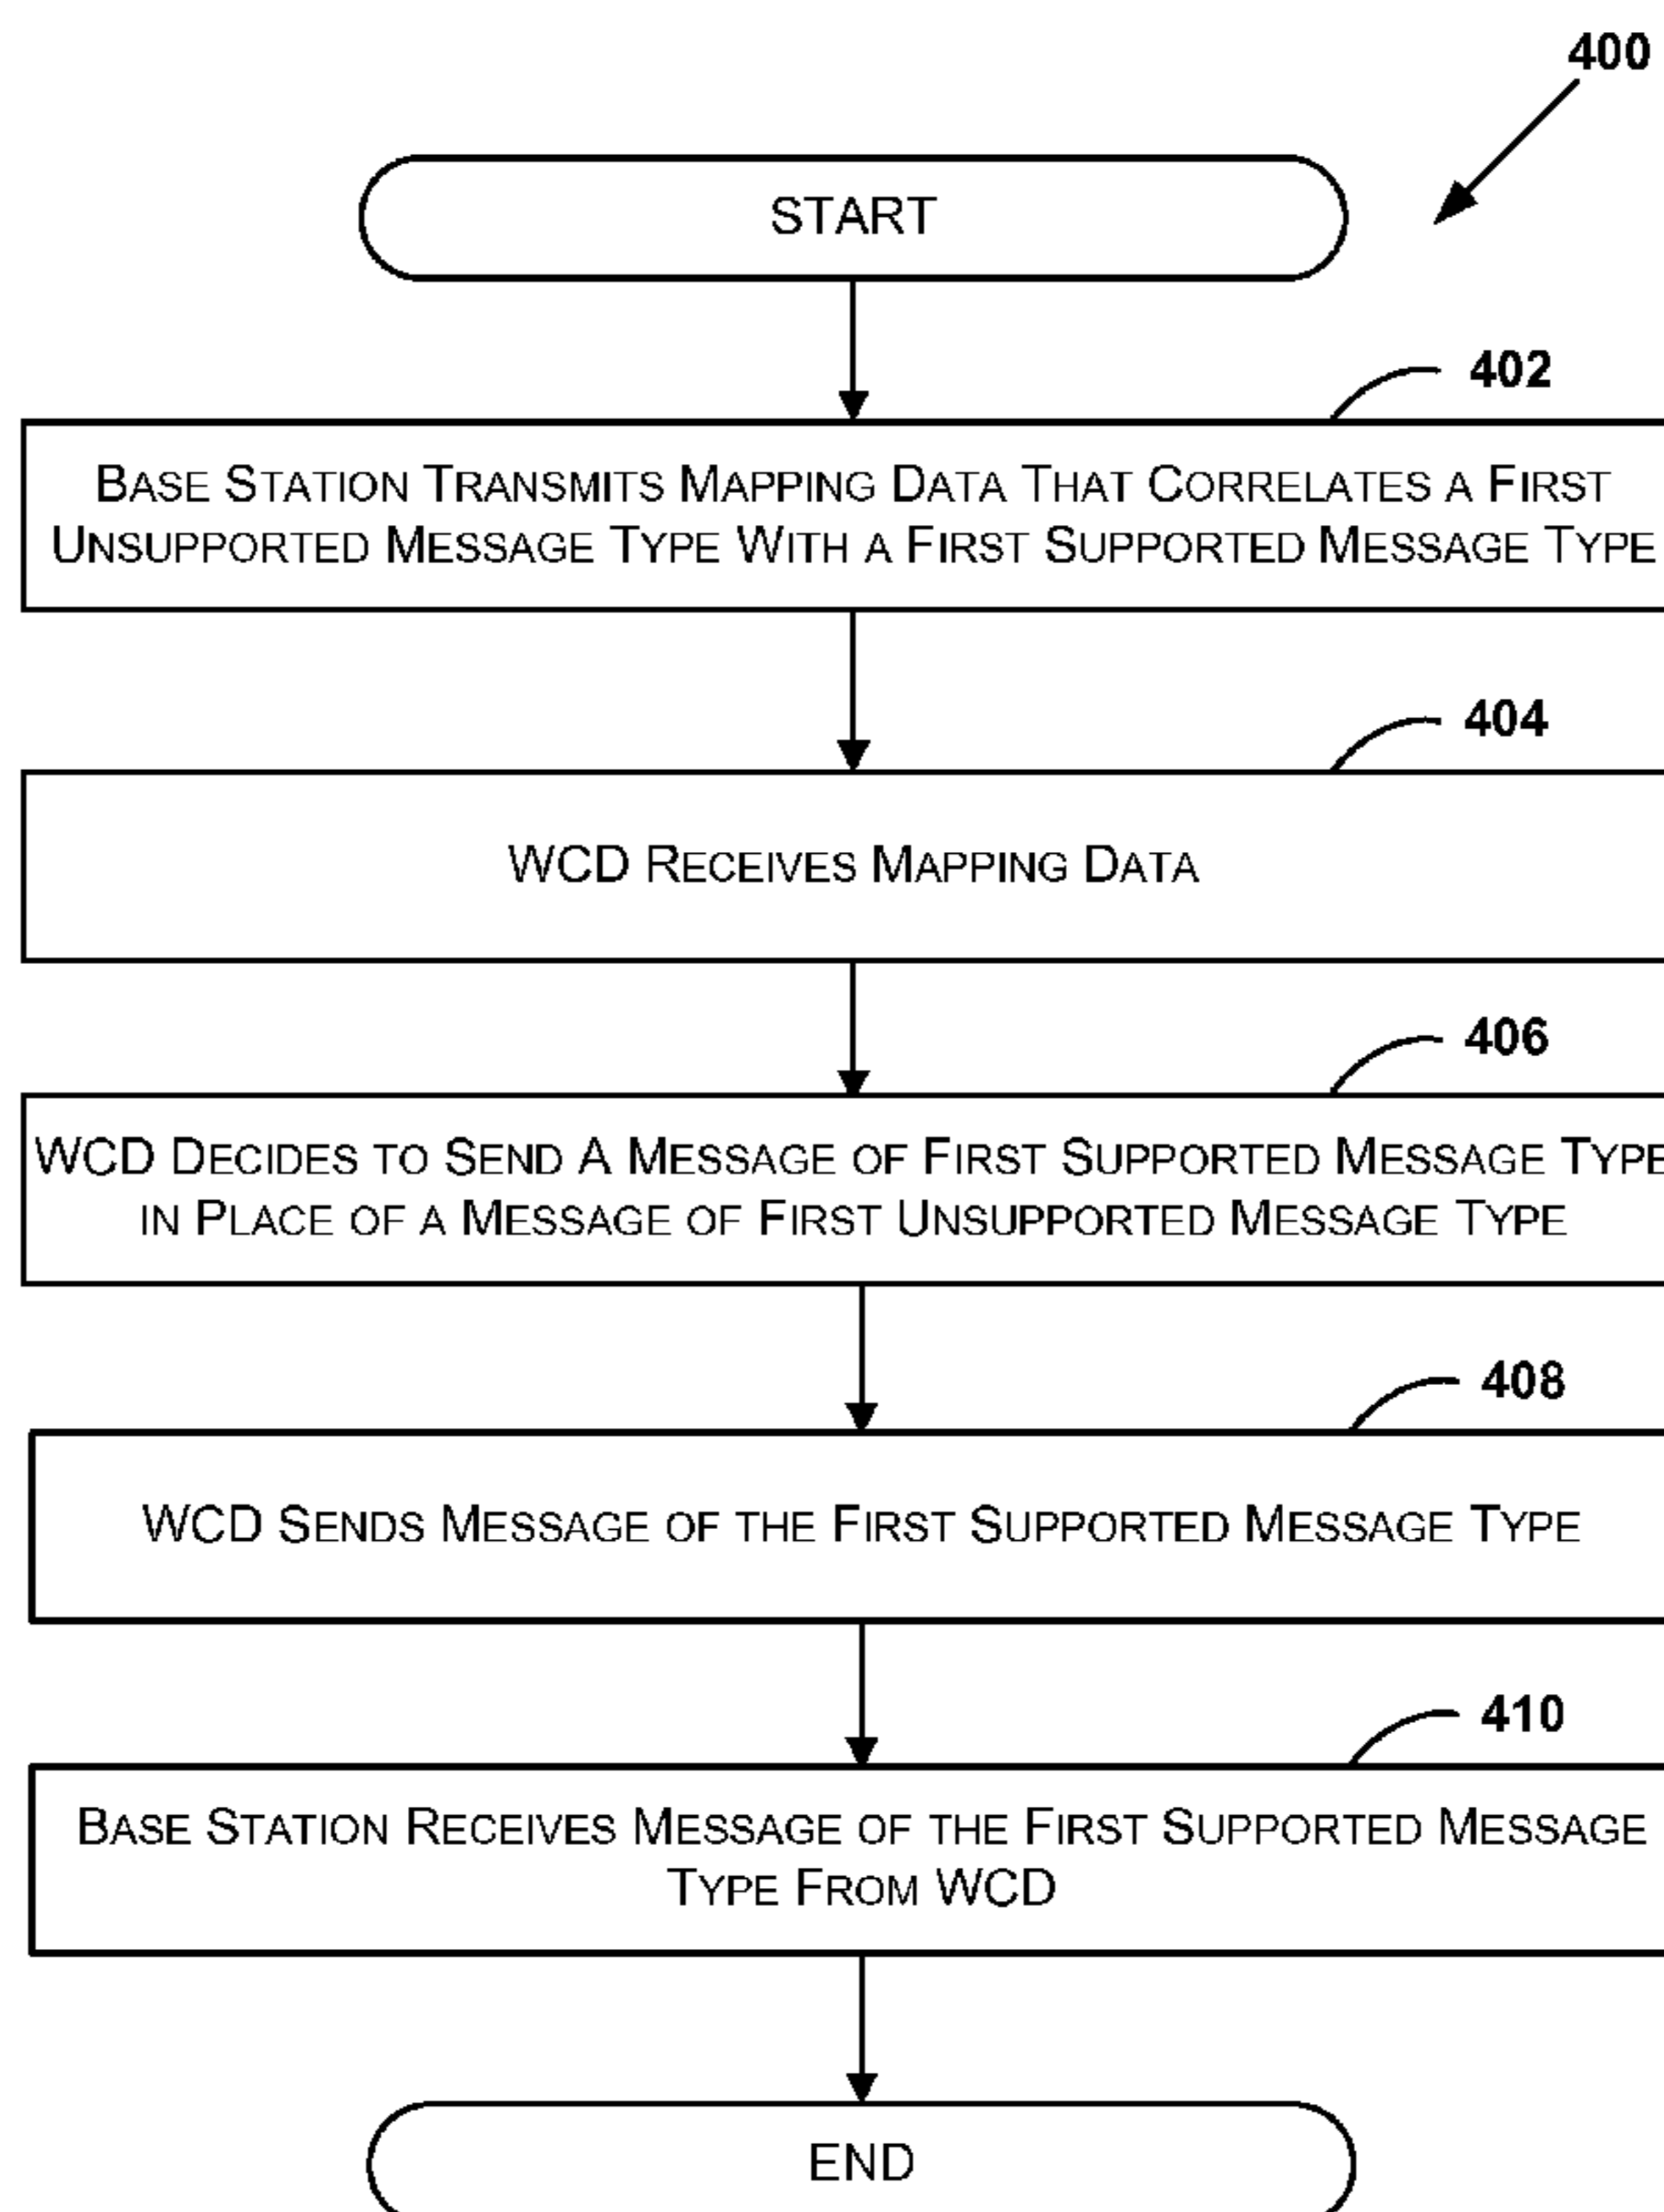 400
START
402
BASE STATION TRANSMITS MAPPING DATA THAT CORRELATES A FIRST
UNSUPPORTED MESSAGE TYPE WITH A FIRST SUPPORTED MESSAGE TYPE
404
WCD RECEIVES MAPPING DATA
406
WCD DECIDES TO SEND A MESSAGE OF FIRST SUPPORTED MESSAGE TYPE
IN PLACE OF A MESSAGE OF FIRST UNSUPPORTED MESSAGE TYPE
408
WCD SENDS MESSAGE OF THE FIRST SUPPORTED MESSAGE TYPE
410
BASE STATION RECEIVES MESSAGE OF THE FIRST SUPPORTED MESSAGE
TYPE FROM WCD
END